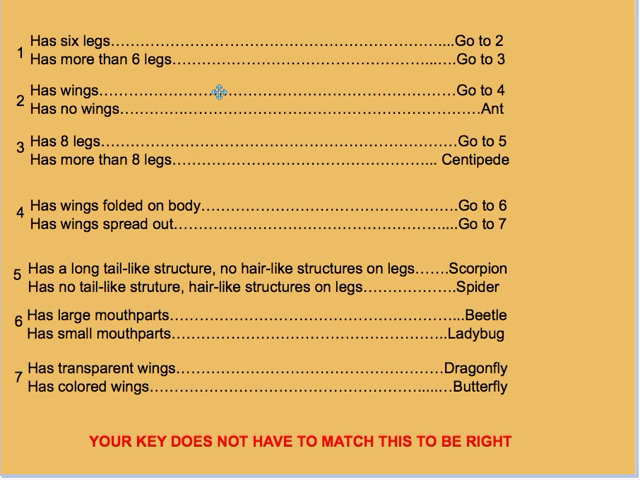 1 Has six legs.......................................................Go to 2
Has more than 6 legs.............................................Go to 3
2 Has wings.........................................................Go to 4
Has no wings..........................................................Ant
3 Has 8 legs.........................................................Go to 5
Has more than 8 legs.......................................... Centipede
4 Has wings folded on body.........................................Go to 6
Has wings spread out.............................................Go to 7
5 Has a long tail-like structure, no hair-like structures on legs.......Scorpion
Has no tail-like struture, hair-like structures on legs..................Spider
6 Has large mouthparts................................................Beetle
Has small mouthparts.............................................Ladybug
7 Has transparent wings...........................................Dragonfly
Has colored wings.................................................Butterfly
YOUR KEY DOES NOT HAVE TO MATCH THIS TO BE RIGHT